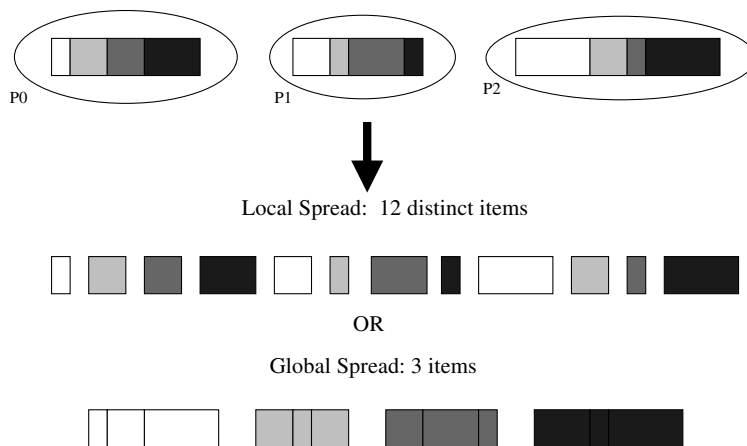 P0
P1
P2
Local Spread: 12 distinct items
OR
Global Spread: 3 items